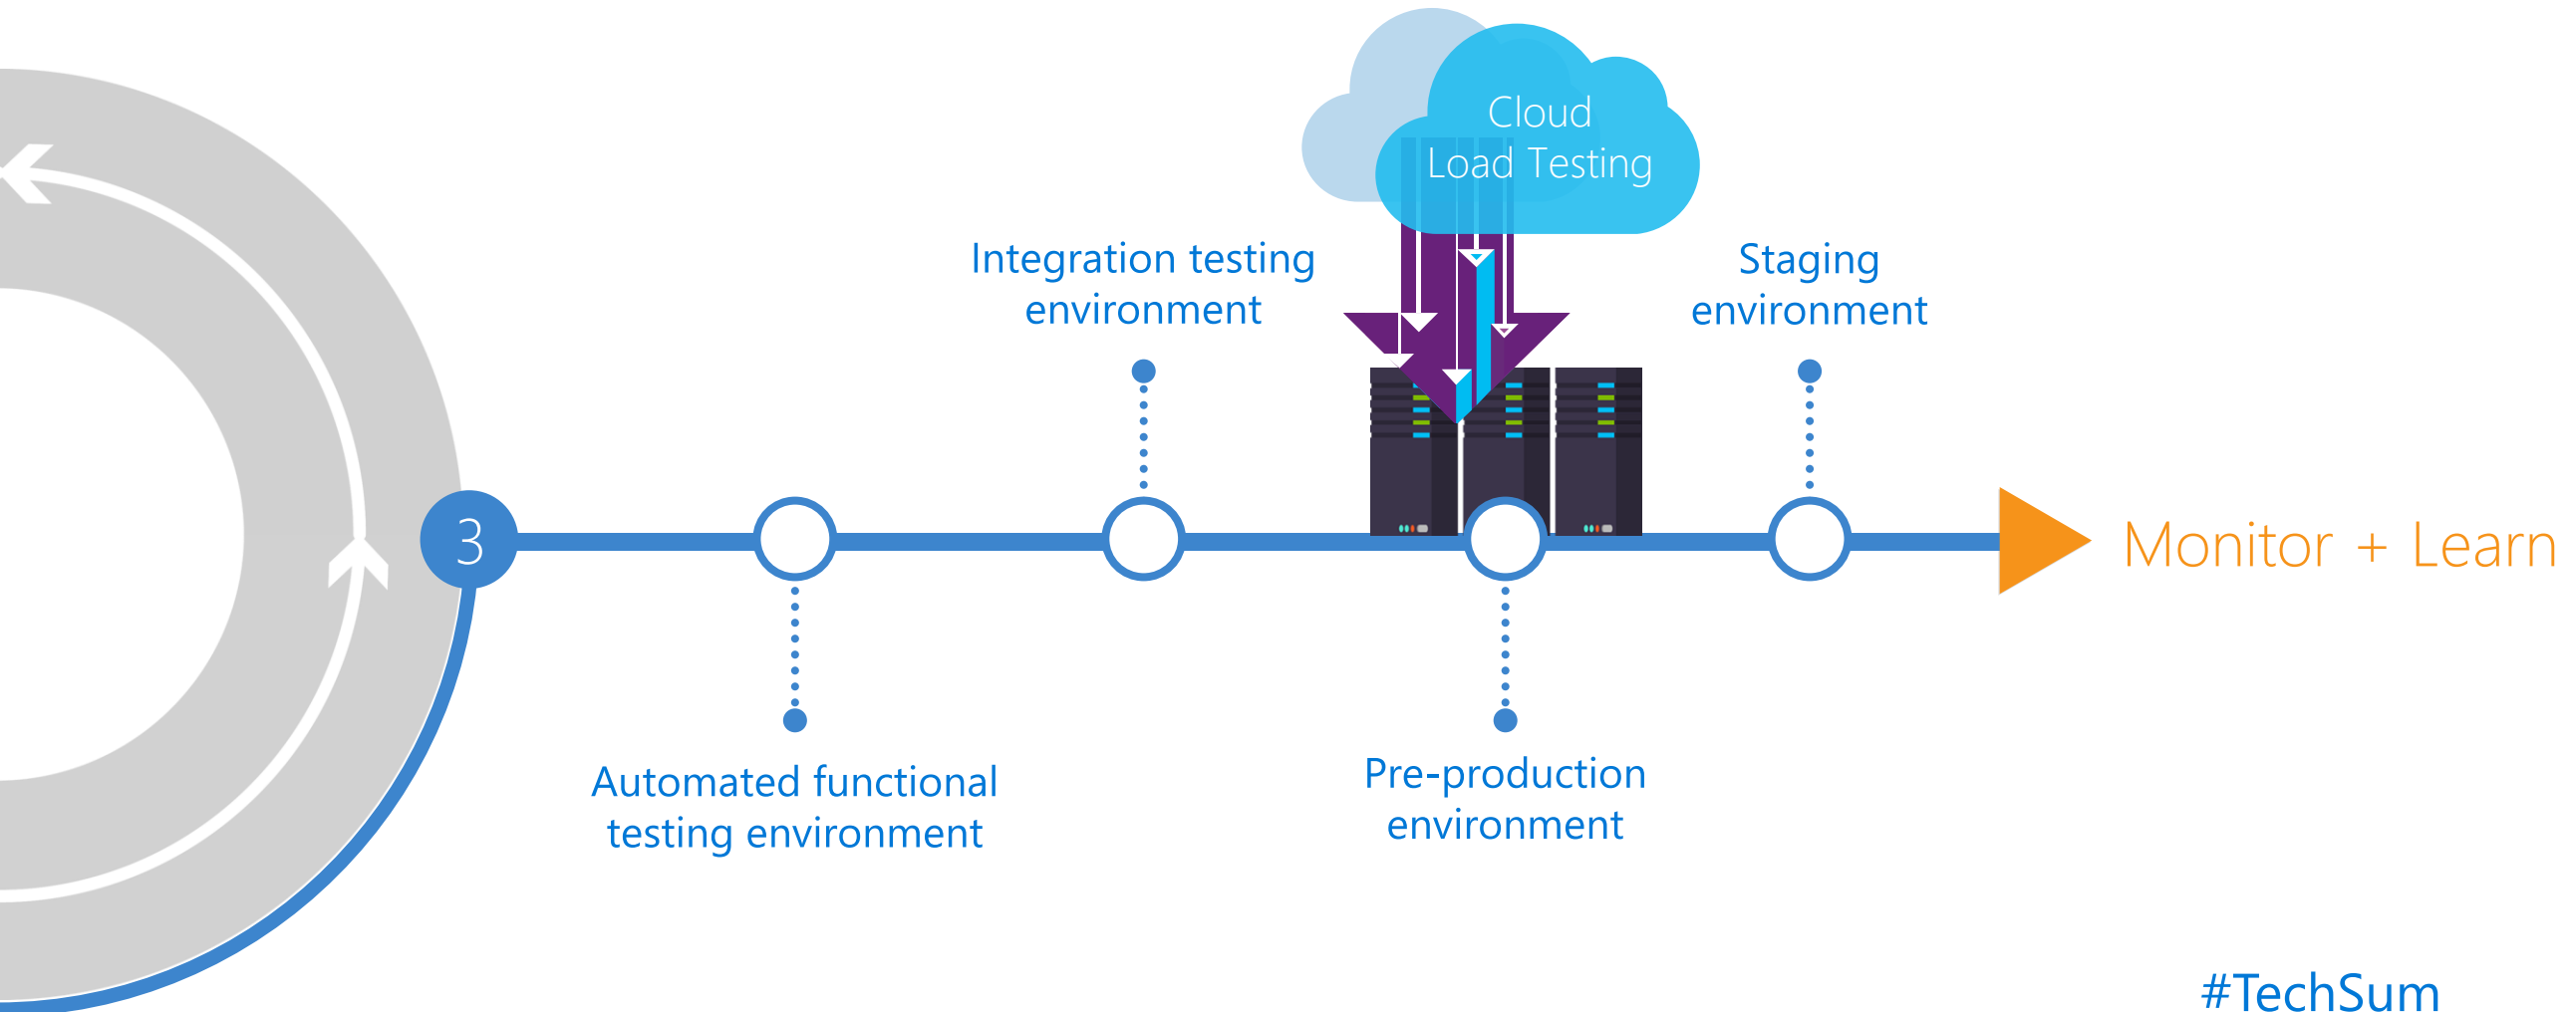 Cloud
Load Testing
Integration testing
environment
Staging
environment
3
Monitor + Learn
Automated functional
testing environment
Pre-production
environment
#TechSum